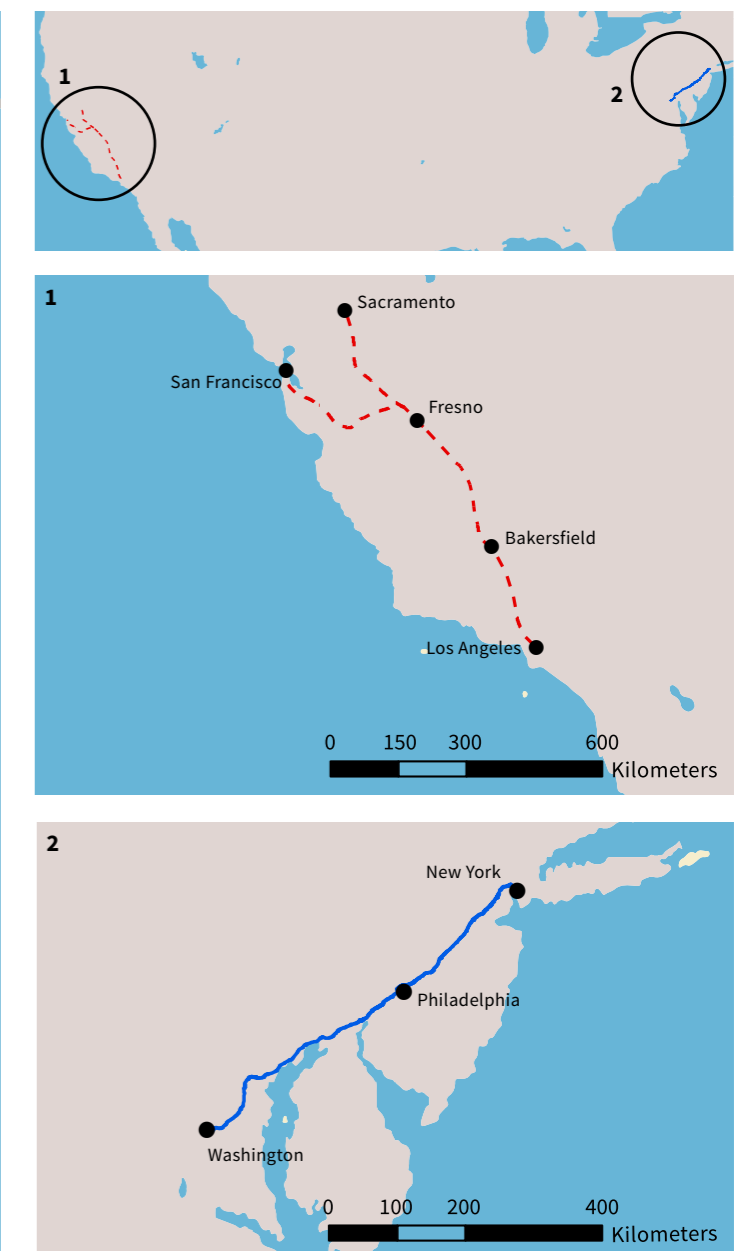 1
2
1
Sacramento
San Francisco
Fresno
Bakersfield
Los Angeles
0 150 300 600
Kilometers
2
New York
Philadelphia
Washington
0 100 200 400
Kilometers